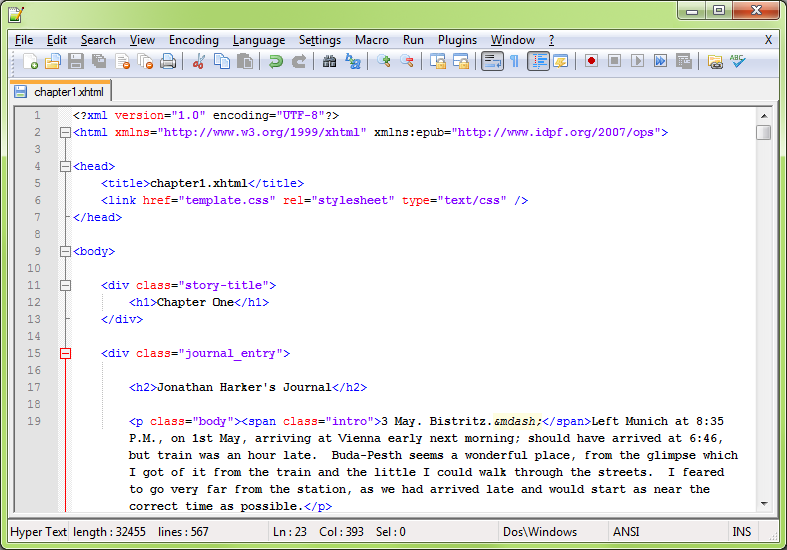 File Edit Search View Encoding Language Settings Macro Run Plugins Window ? X
ABC
chapter1.xhtml
1 <?xml version="1.0" encoding="UTF-8"?>
2 <html xmlns="http://www.w3.org/1999/xhtml" xmlns:epub="http://www.idpf.org/2007/ops">
3
4 <head>
5 <title>chapter1.xhtml</title>
6 <link href="template.css" rel="stylesheet" type="text/css" />
7 </head>
8
9 <body>
10
11 <div class="story-title">
12 <h1>Chapter One</h1>
13 </div>
14
15 <div class="journal_entry">
16
17 <h2>Jonathan Harker's Journal</h2>
18
19 <p class="body"><span class="intro">3 May. Bistritz.&mdash;</span>Left Munich at 8:35
P.M., on 1st May, arriving at Vienna early next morning; should have arrived at 6:46,
but train was an hour late.  Buda-Pesth seems a wonderful place, from the glimpse which
I got of it from the train and the little I could walk through the streets.  I feared
to go very far from the station, as we had arrived late and would start as near the
correct time as possible.</p>
Hyper Text length : 32455 lines : 567 Ln : 23 Col : 393 Sel : 0 Dos\Windows ANSI INS